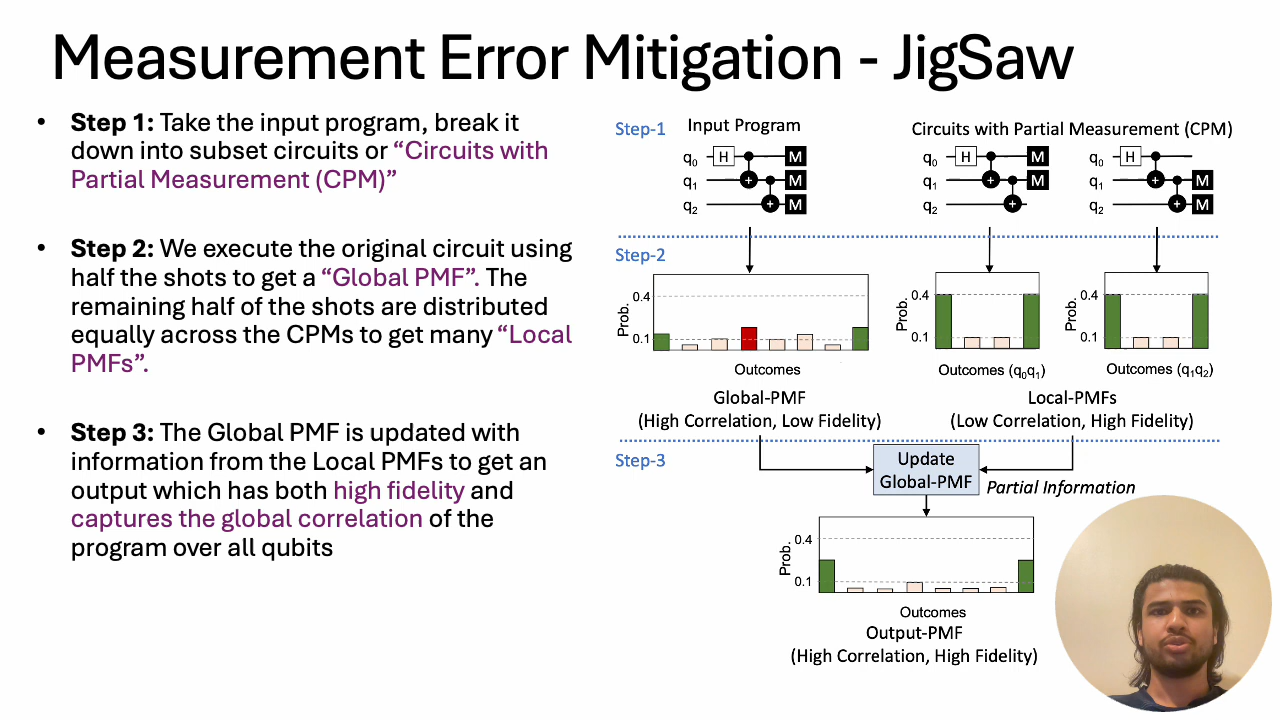 Measurement Error Mitigation - JigSaw
• Step 1: Take the input program, break it
down into subset circuits or “Circuits with
Partial Measurement (CPM)”
• Step 2: We execute the original circuit using
half the shots to get a “Global PMF”. The
remaining half of the shots are distributed
equally across the CPMs to get many “Local
PMFs”.
• Step 3: The Global PMF is updated with
information from the Local PMFs to get an
output which has both high fidelity and
captures the global correlation of the
program over all qubits
Step-1
Input Program
q0 H M
q1 M
q2 M
Circuits with Partial Measurement (CPM)
q0 H M
q1 M
q2
q0 H
q1 M
q2 M
Step-2
Prob.
0.4
0.1
Outcomes
Global-PMF
(High Correlation, Low Fidelity)
Prob.
0.4
0.1
Outcomes (q0q1)
Prob.
0.4
0.1
Outcomes (q1q2)
Local-PMFs
(Low Correlation, High Fidelity)
Step-3
Update
Global-PMF
Partial Information
Prob.
0.4
0.1
Outcomes
Output-PMF
(High Correlation, High Fidelity)